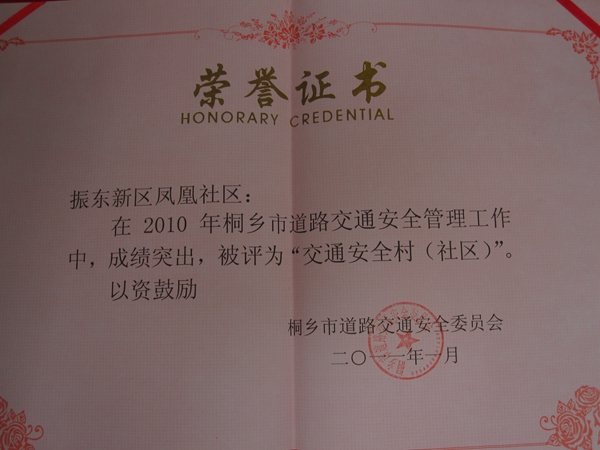 荣誉证书
HONORARY CREDENTIAL
振东新区凤凰社区：
在 2010 年桐乡市道路交通安全管理工作
中，成绩突出，被评为“交通安全村（社区）”。
以资鼓励
桐乡市道路交通安全委员会
二〇一一年一月